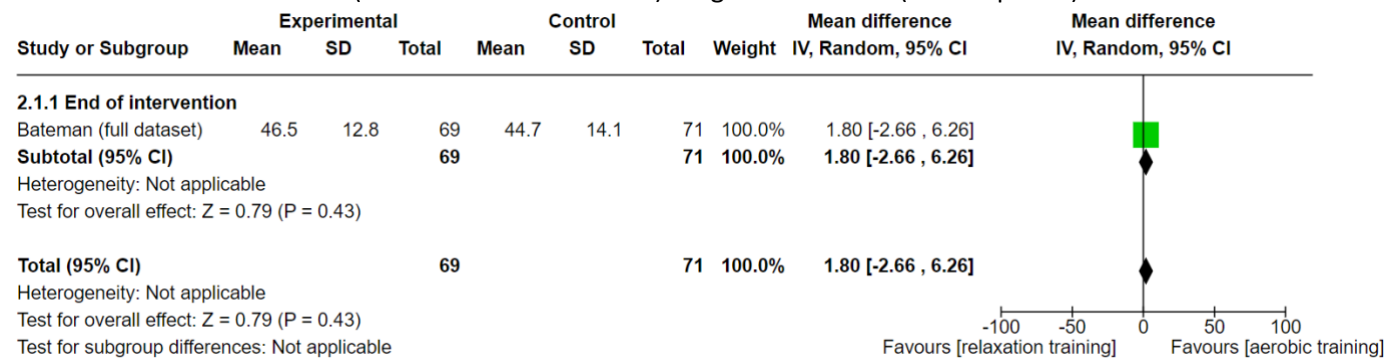 Experimental Control Mean difference Mean difference
Study or Subgroup Mean SD Total Mean SD Total Weight IV, Random, 95% CI IV, Random, 95% CI
2.1.1 End of intervention
Bateman (full dataset) 46.5 12.8 69 44.7 14.1 71 100.0% 1.80 [-2.66 , 6.26]
Subtotal (95% CI) 69 71 100.0% 1.80 [-2.66 , 6.26]
Heterogeneity: Not applicable
Test for overall effect: Z = 0.79 (P = 0.43)
Total (95% CI) 69 71 100.0% 1.80 [-2.66 , 6.26]
Heterogeneity: Not applicable
Test for overall effect: Z = 0.79 (P = 0.43)
Test for subgroup differences: Not applicable
-100 -50 0 50 100
Favours [relaxation training] Favours [aerobic training]